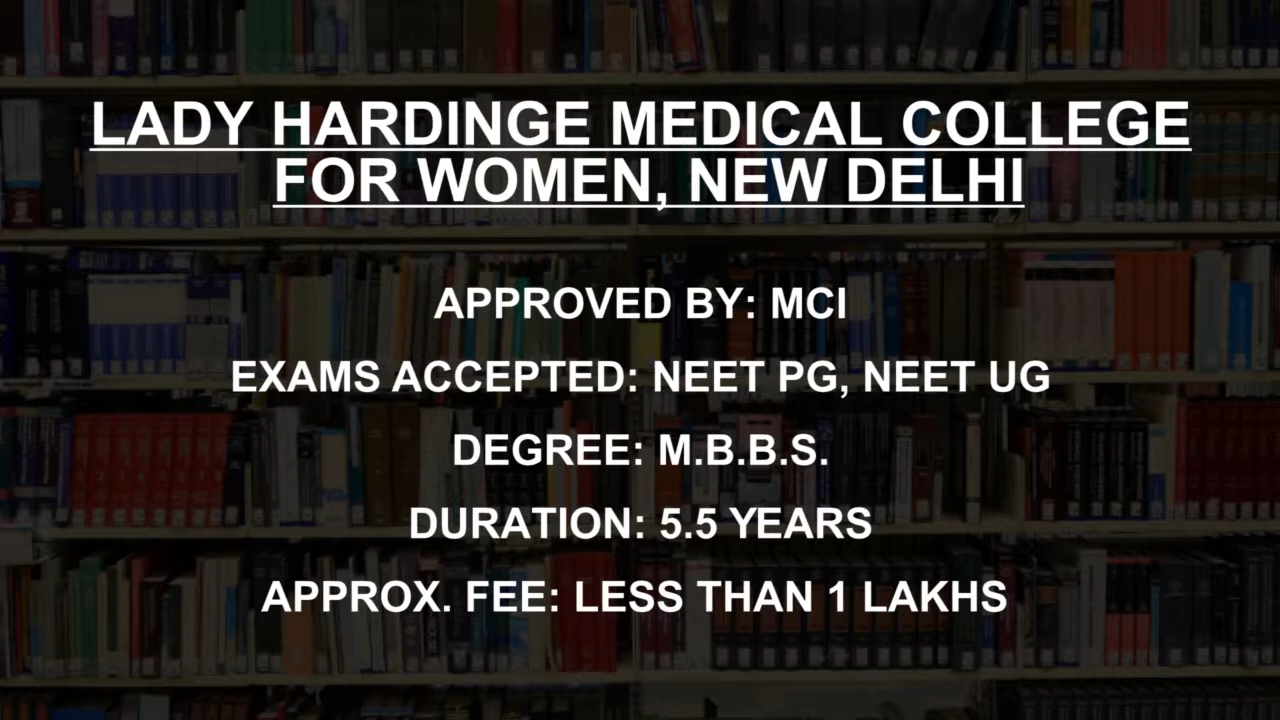 LADY HARDINGE MEDICAL COLLEGE
FOR WOMEN, NEW DELHI
APPROVED BY: MCI
EXAMS ACCEPTED: NEET PG, NEET UG
DEGREE: M.B.B.S.
DURATION: 5.5 YEARS
APPROX. FEE: LESS THAN 1 LAKHS